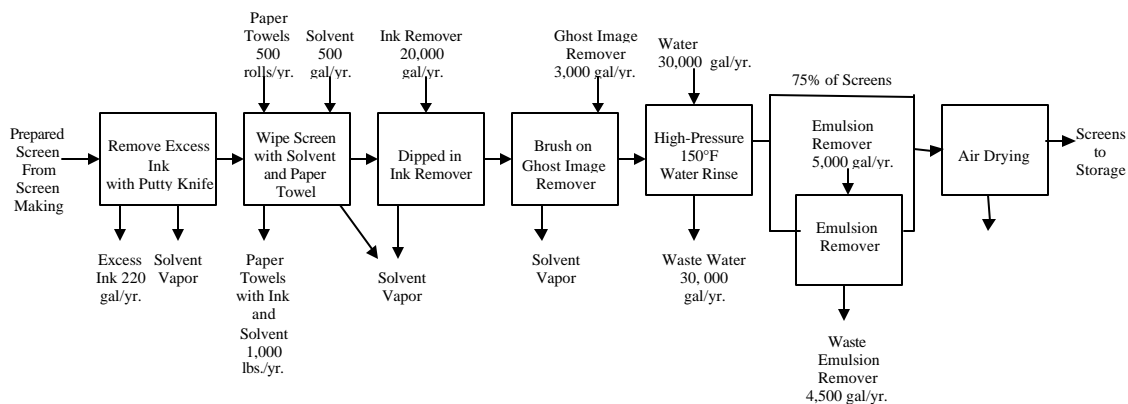 Paper
Towels
500
rolls/yr.
Solvent
500
gal/yr.
Ink Remover
20,000
gal/yr.
Ghost Image
Remover
3,000 gal/yr.
Water
30,000  gal/yr.
75% of Screens
Prepared
Screen
From
Screen
Making
Remove Excess
Ink
with Putty Knife
Wipe Screen
with Solvent
and Paper
Towel
Dipped in
Ink Remover
Brush on
Ghost Image
Remover
High-Pressure
150°F
Water Rinse
Emulsion
Remover
5,000 gal/yr.
Emulsion
Remover
Air Drying
Screens
to
Storage
Excess
Ink 220
gal/yr.
Solvent
Vapor
Paper
Towels
with Ink
and
Solvent
1,000
lbs./yr.
Solvent
Vapor
Solvent
Vapor
Waste Water
30, 000
gal/yr.
Waste
Emulsion
Remover
4,500 gal/yr.